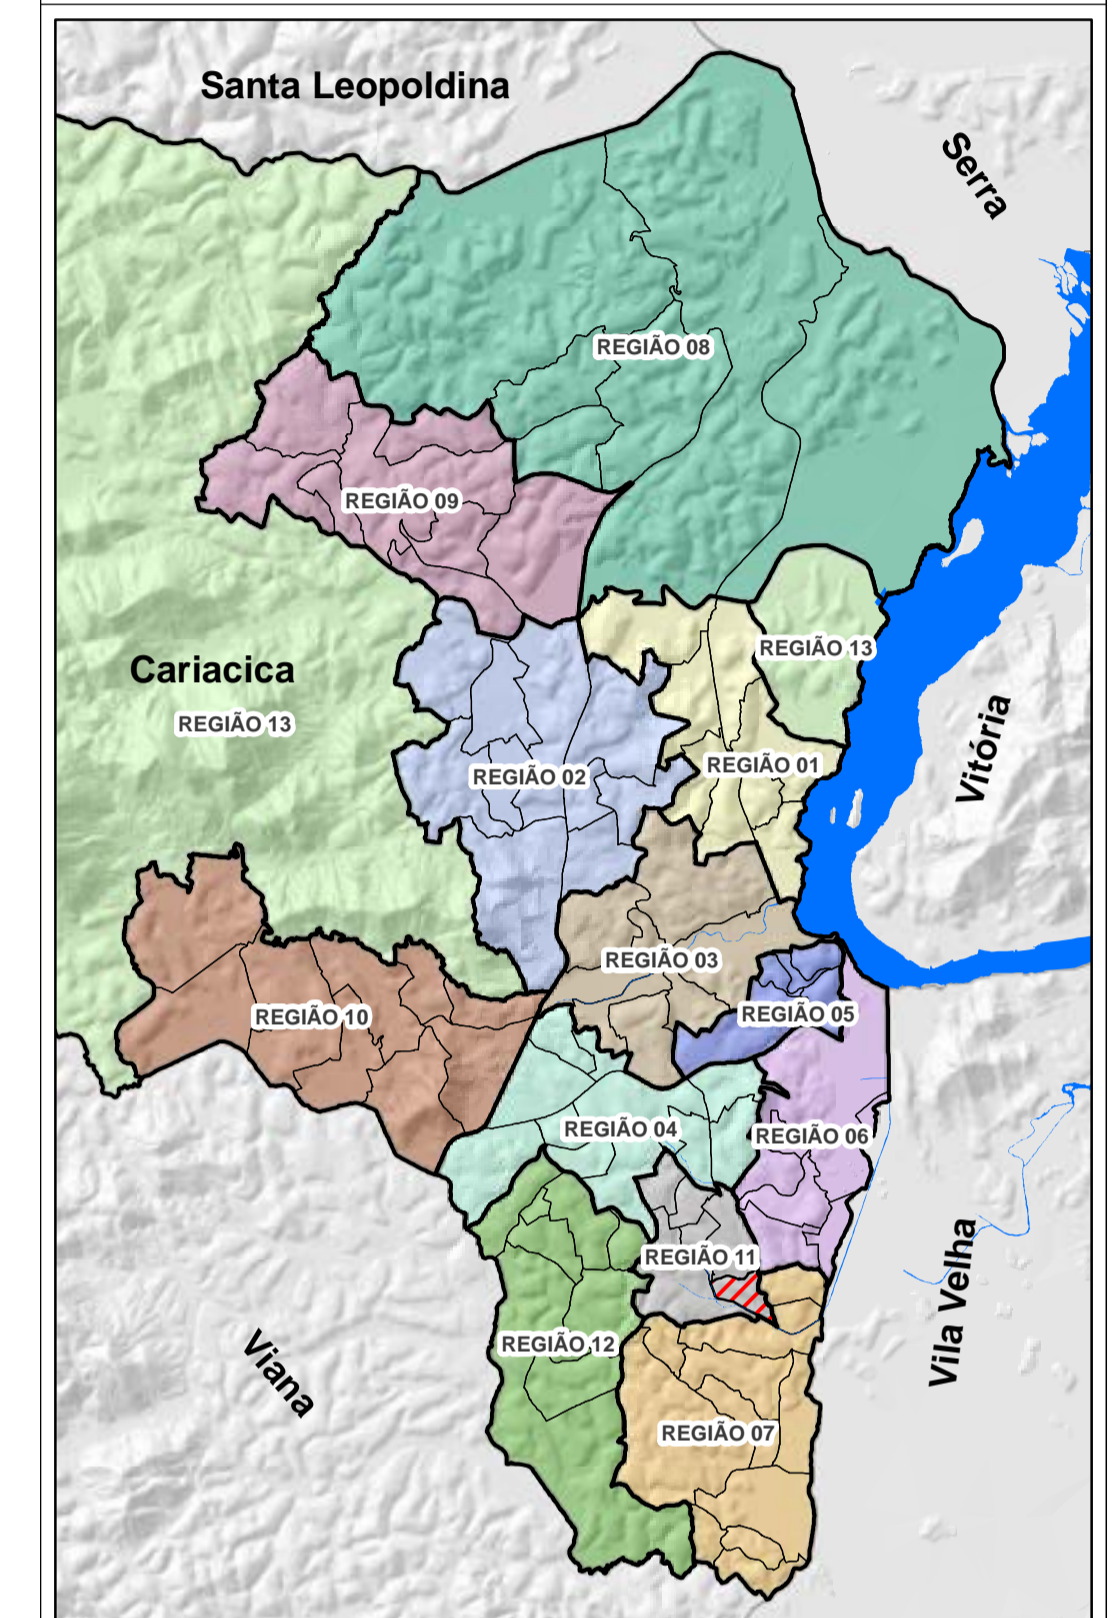 Santa Leopoldina
Serra
REGIÃO 08
REGIÃO 09
REGIÃO 13
Cariacica
REGIÃO 13
Vitória
REGIÃO 01
REGIÃO 02
REGIÃO 03
REGIÃO 05
REGIÃO 10
REGIÃO 04
REGIÃO 06
REGIÃO 11
Vila Velha
REGIÃO 12
Viana
REGIÃO 07